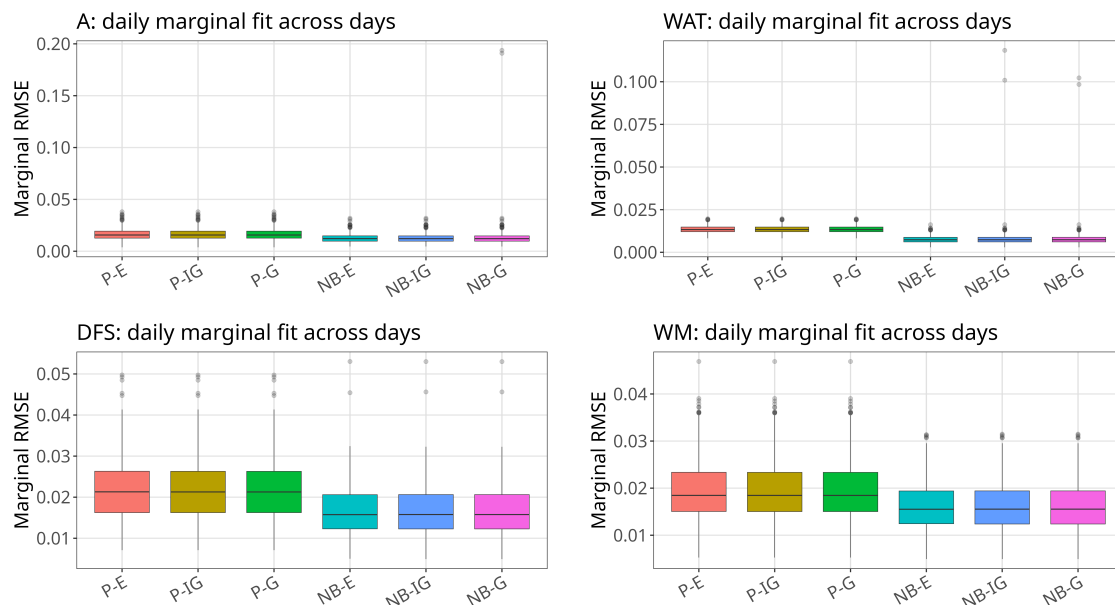 A: daily marginal fit across days
Marginal RMSE
0.20
0.15
0.10
0.05
0.00
P-E P-IG P-G NB-E NB-IG NB-G
WAT: daily marginal fit across days
Marginal RMSE
0.100
0.075
0.050
0.025
0.000
P-E P-IG P-G NB-E NB-IG NB-G
DFS: daily marginal fit across days
Marginal RMSE
0.05
0.04
0.03
0.02
0.01
P-E P-IG P-G NB-E NB-IG NB-G
WM: daily marginal fit across days
Marginal RMSE
0.04
0.03
0.02
0.01
P-E P-IG P-G NB-E NB-IG NB-G